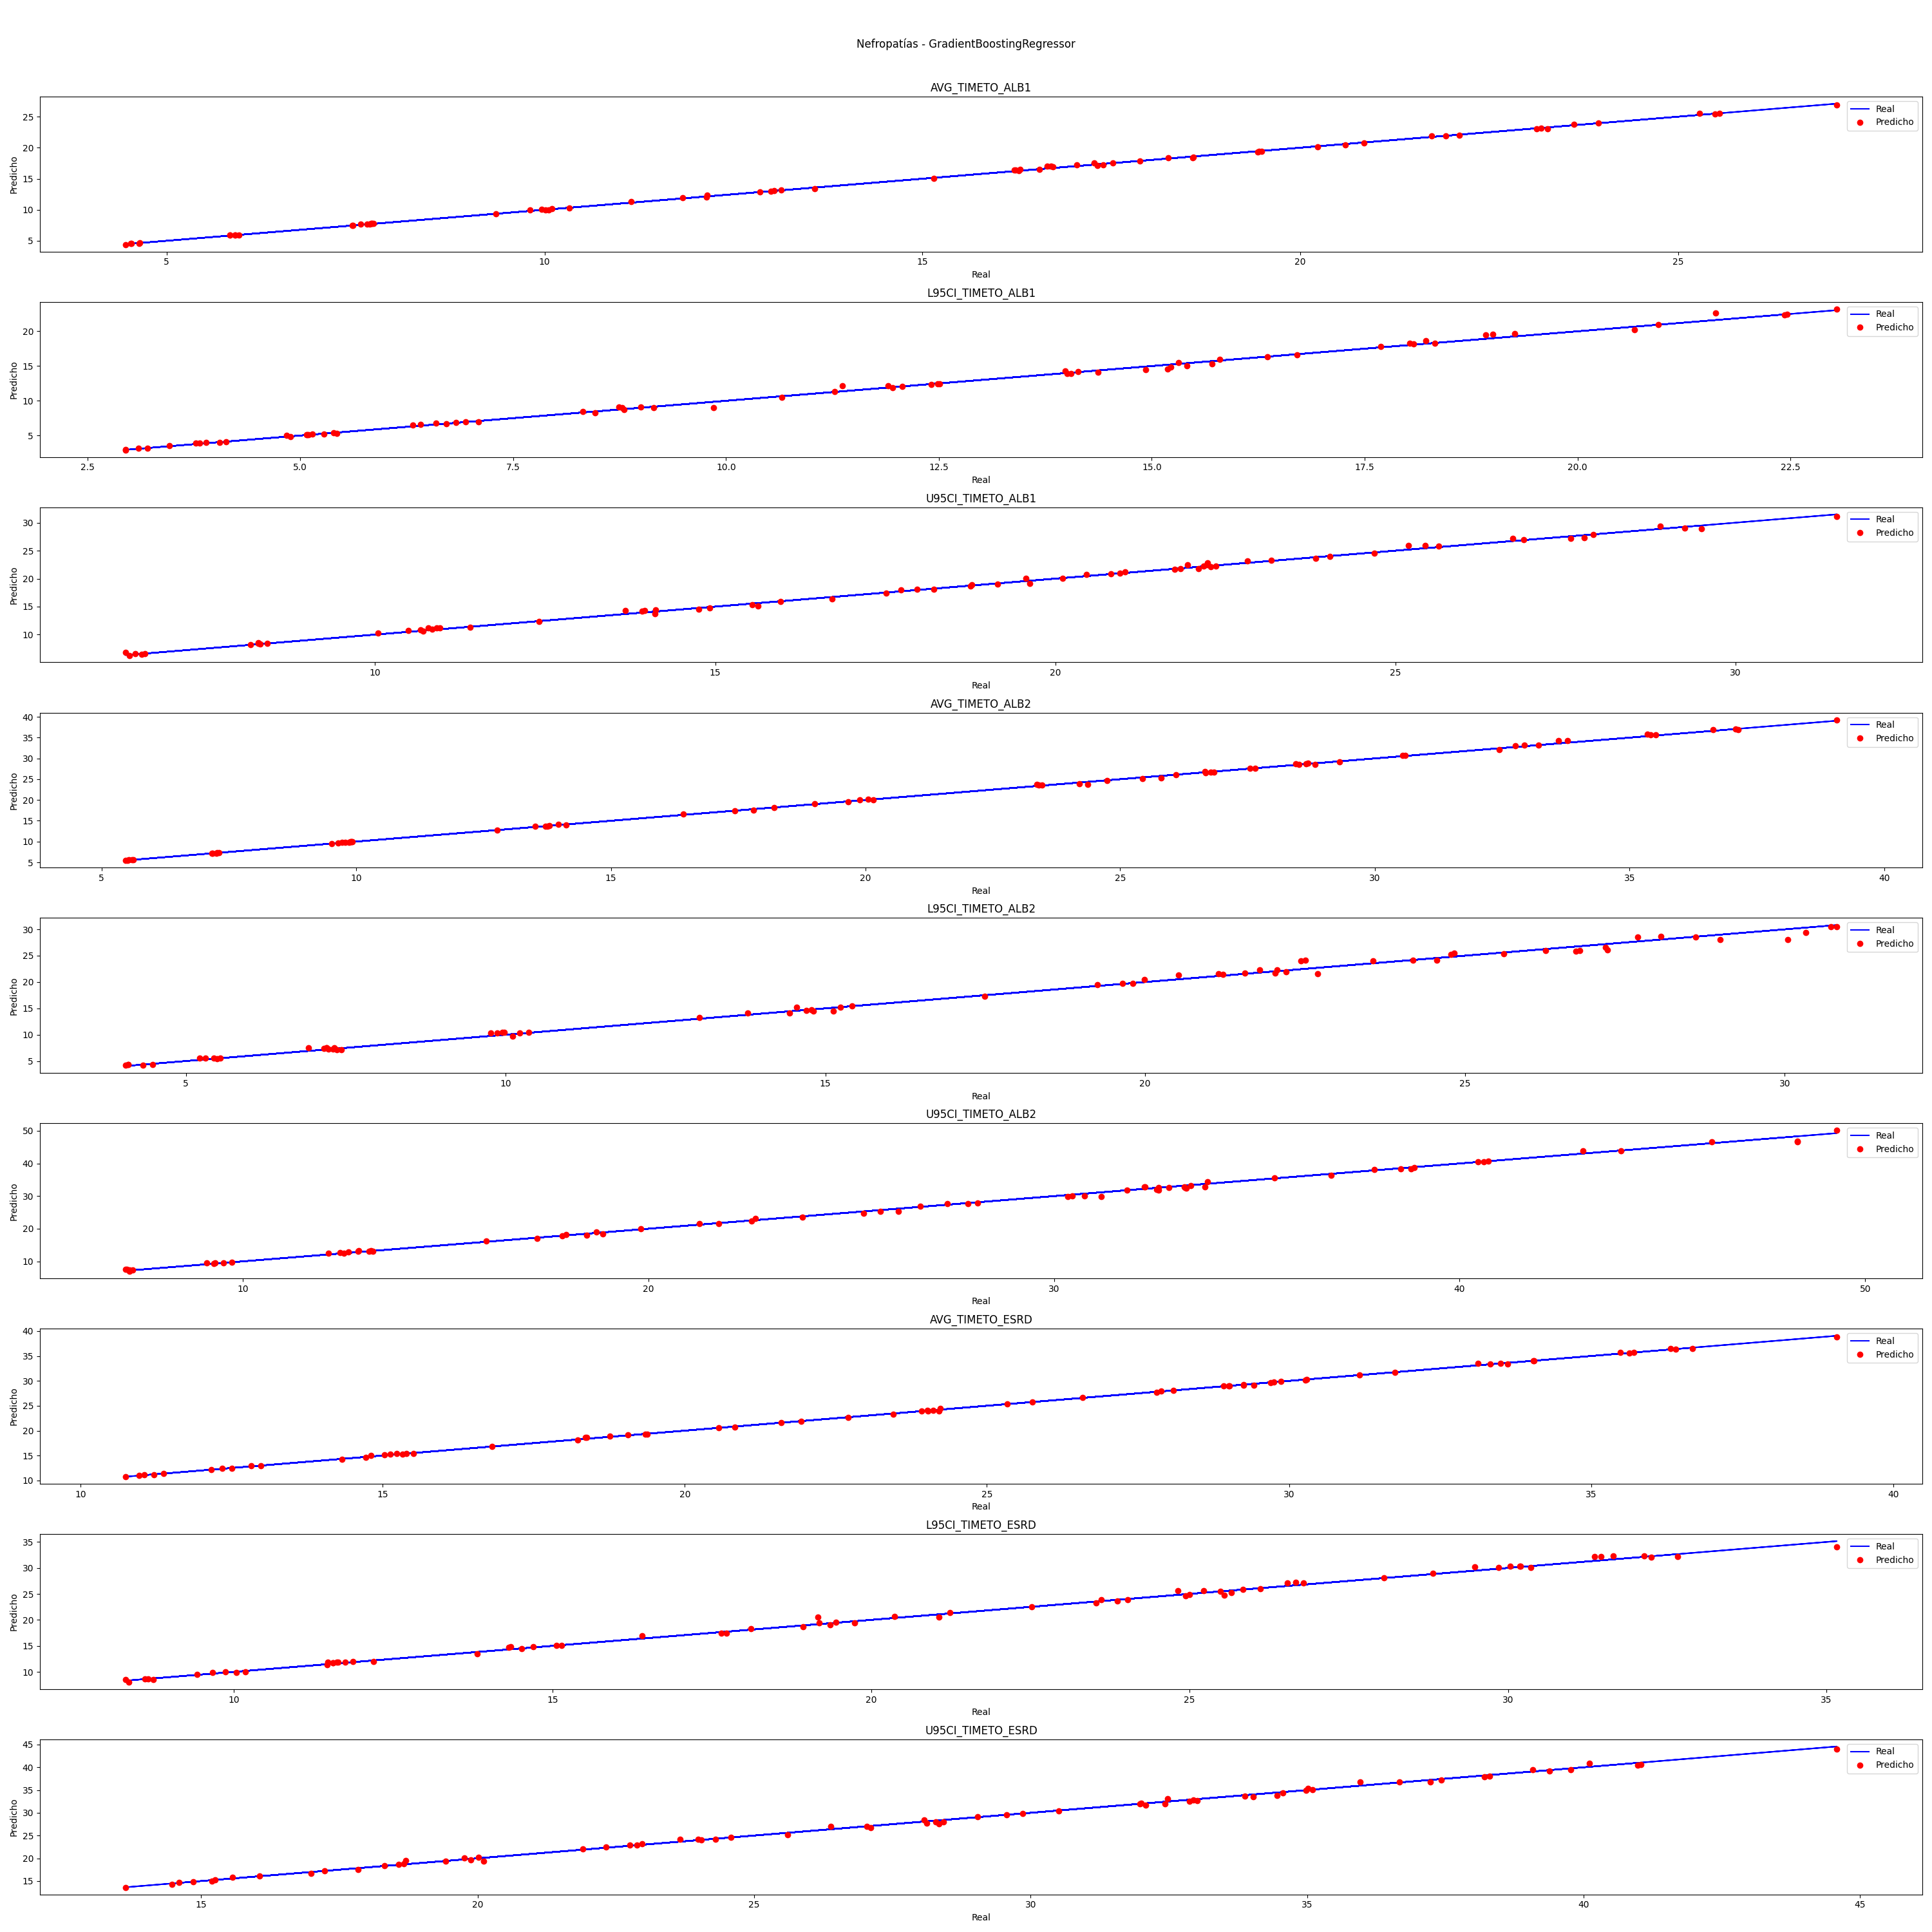 Nefropatías - GradientBoostingRegressor
AVG_TIMETO_ALB1
25
20
15
10
5
Predicho
Real
Predicho
5 10 15 20 25
Real
L95CI_TIMETO_ALB1
20
15
10
5
Predicho
Real
Predicho
2.5 5.0 7.5 10.0 12.5 15.0 17.5 20.0 22.5
Real
U95CI_TIMETO_ALB1
30
25
20
15
10
Predicho
Real
Predicho
10 15 20 25 30
Real
AVG_TIMETO_ALB2
40
35
30
25
20
15
10
5
Predicho
Real
Predicho
5 10 15 20 25 30 35 40
Real
L95CI_TIMETO_ALB2
30
25
20
15
10
5
Predicho
Real
Predicho
5 10 15 20 25 30
Real
U95CI_TIMETO_ALB2
50
40
30
20
10
Predicho
Real
Predicho
10 20 30 40 50
Real
AVG_TIMETO_ESRD
40
35
30
25
20
15
10
Predicho
Real
Predicho
10 15 20 25 30 35 40
Real
L95CI_TIMETO_ESRD
35
30
25
20
15
10
Predicho
Real
Predicho
10 15 20 25 30 35
Real
U95CI_TIMETO_ESRD
45
40
35
30
25
20
15
Predicho
Real
Predicho
15 20 25 30 35 40 45
Real